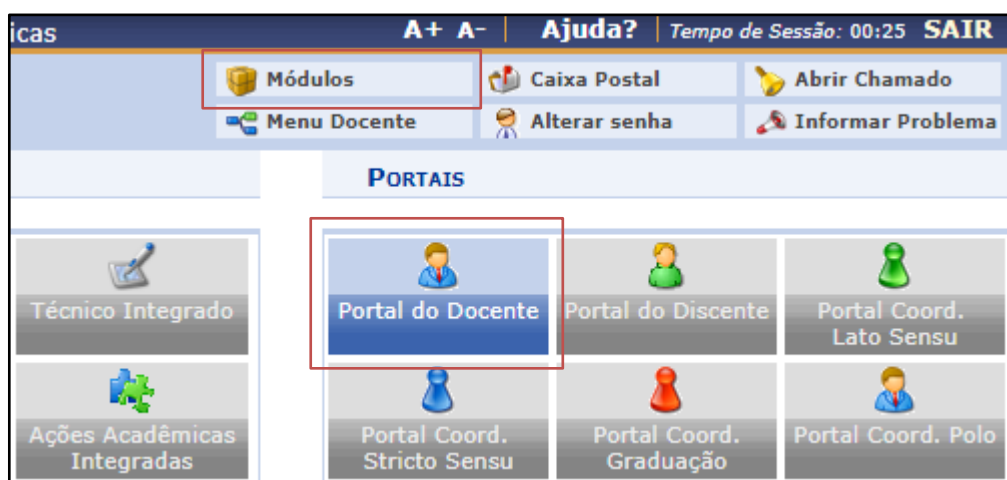 icas A+ A- | Ajuda? | Tempo de Sessão: 00:25 SAIR
Módulos Caixa Postal Abrir Chamado
Menu Docente Alterar senha Informar Problema
PORTAIS
Técnico Integrado
Portal do Docente
Portal do Discente
Portal Coord.
Lato Sensu
Ações Acadêmicas
Integradas
Portal Coord.
Stricto Sensu
Portal Coord.
Graduação
Portal Coord. Polo